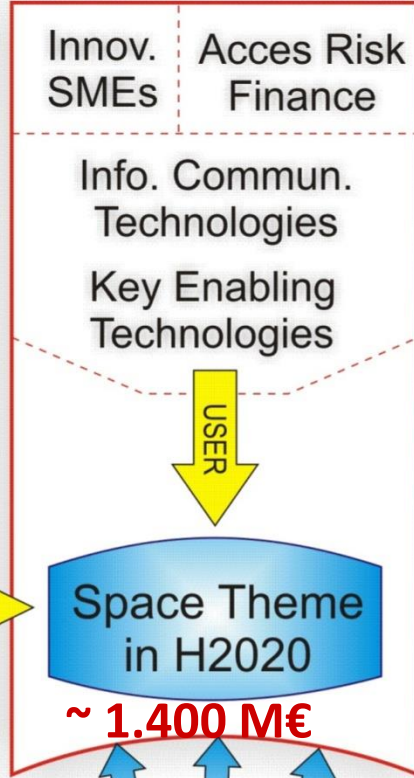 Innov.
SMEs
Acces Risk
Finance
Info. Commun.
Technologies
Key Enabling
Technologies
USER
Space Theme
in H2020
~ 1.400 M€